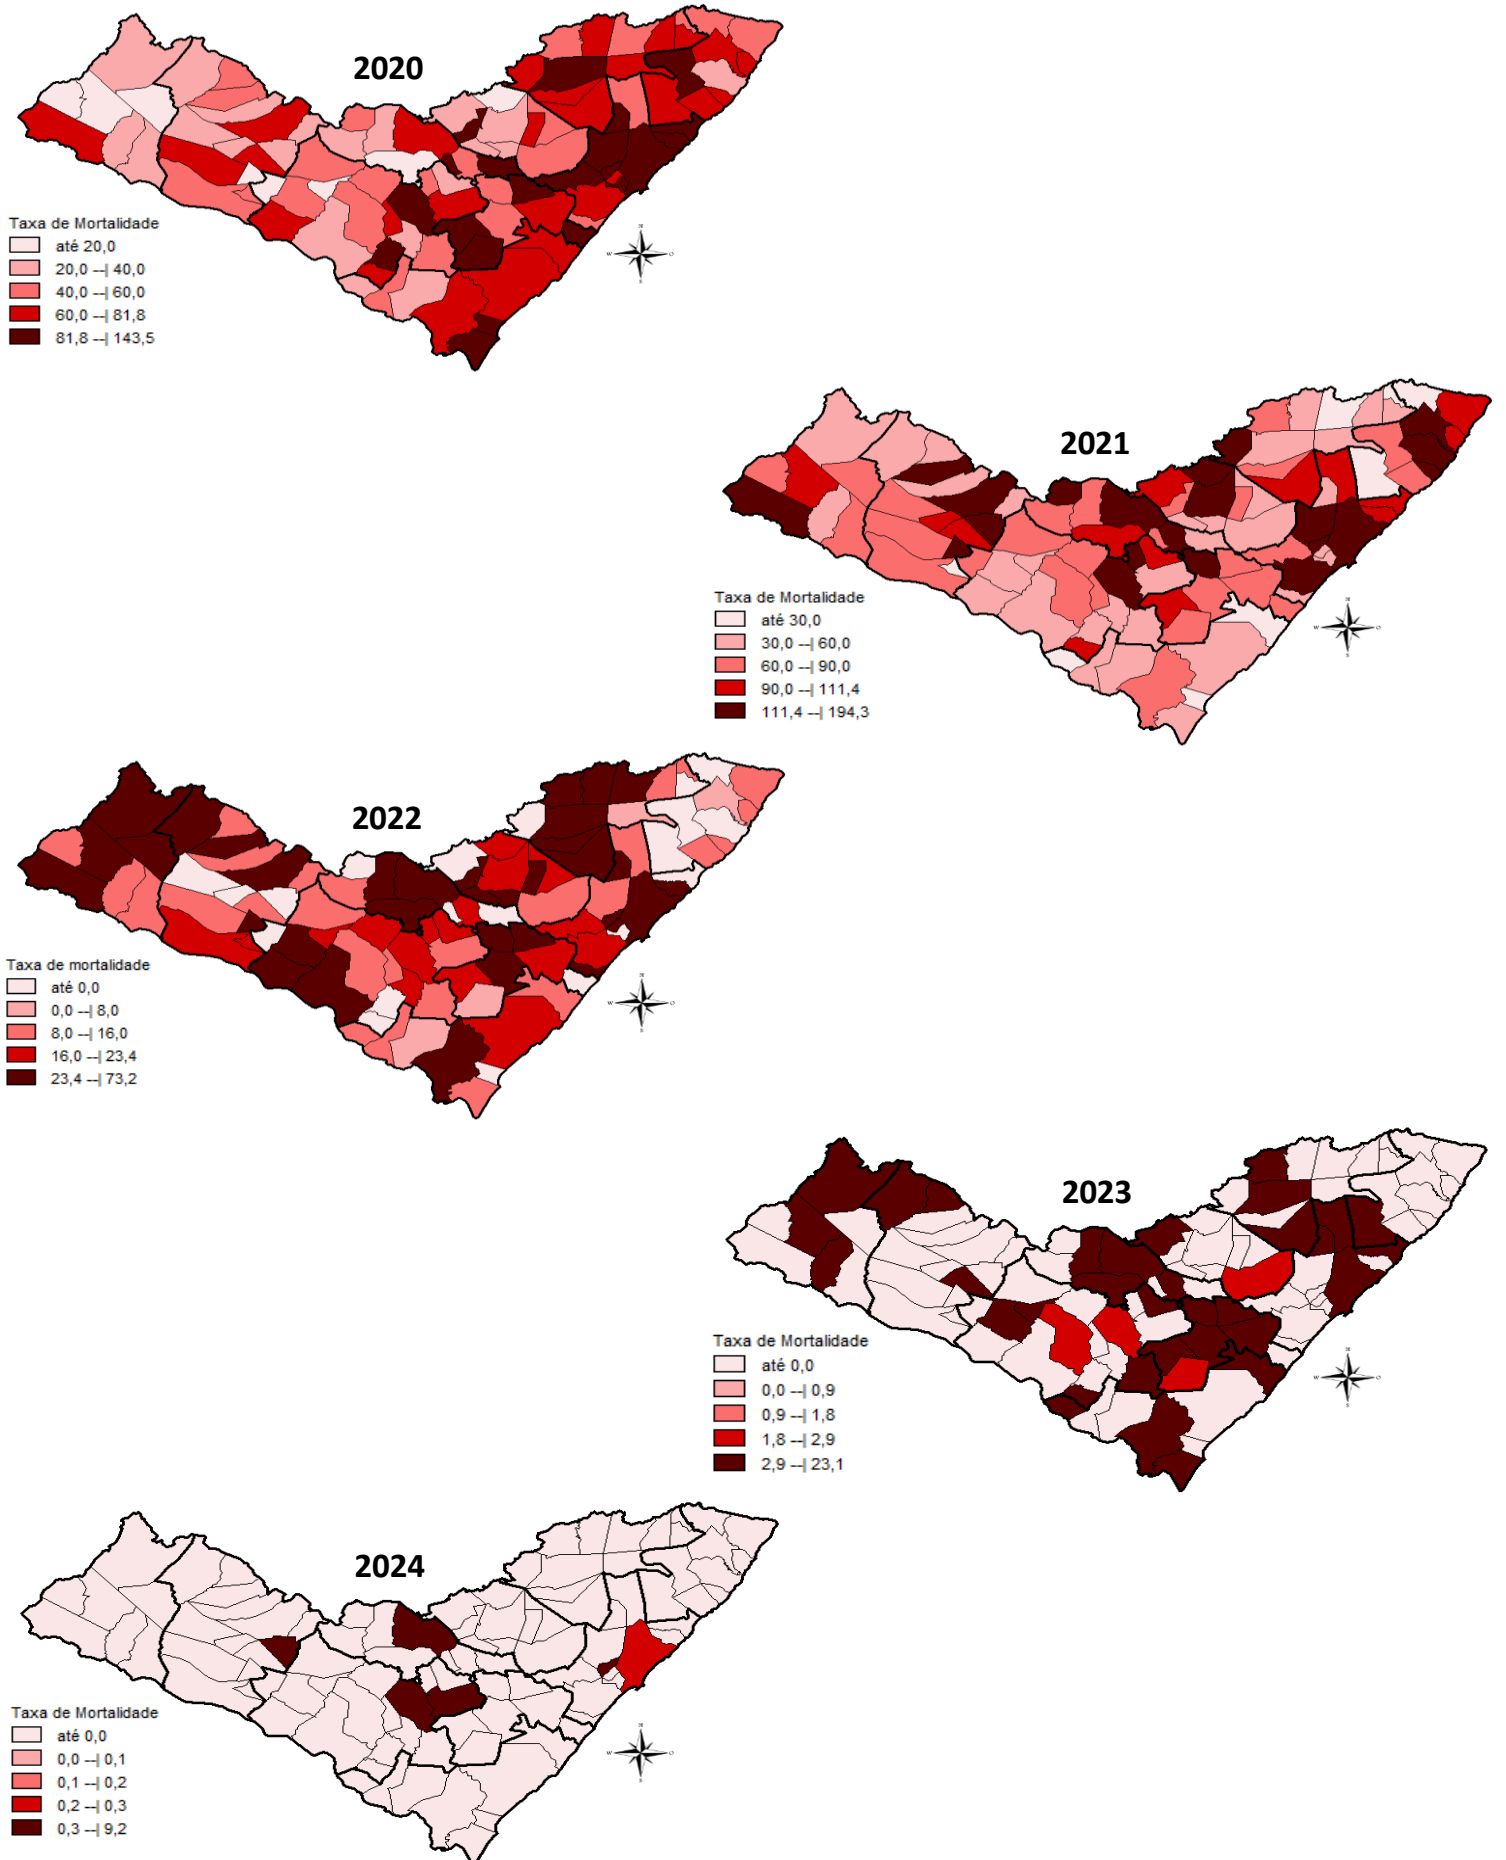 2020
Taxa de Mortalidade
até 20,0
20,0 --| 40,0
40,0 --| 60,0
60,0 --| 81,8
81,8 --| 143,5
N
W
O
S
2021
Taxa de Mortalidade
até 30,0
30,0 --| 60,0
60,0 --| 90,0
90,0 --| 111,4
111,4 --| 194,3
N
W
O
S
2022
Taxa de mortalidade
até 0,0
0,0 --| 8,0
8,0 --| 16,0
16,0 --| 23,4
23,4 --| 73,2
N
W
O
S
2023
Taxa de Mortalidade
até 0,0
0,0 --| 0,9
0,9 --| 1,8
1,8 --| 2,9
2,9 --| 23,1
N
W
O
S
2024
Taxa de Mortalidade
até 0,0
0,0 --| 0,1
0,1 --| 0,2
0,2 --| 0,3
0,3 --| 9,2
N
W
O
S